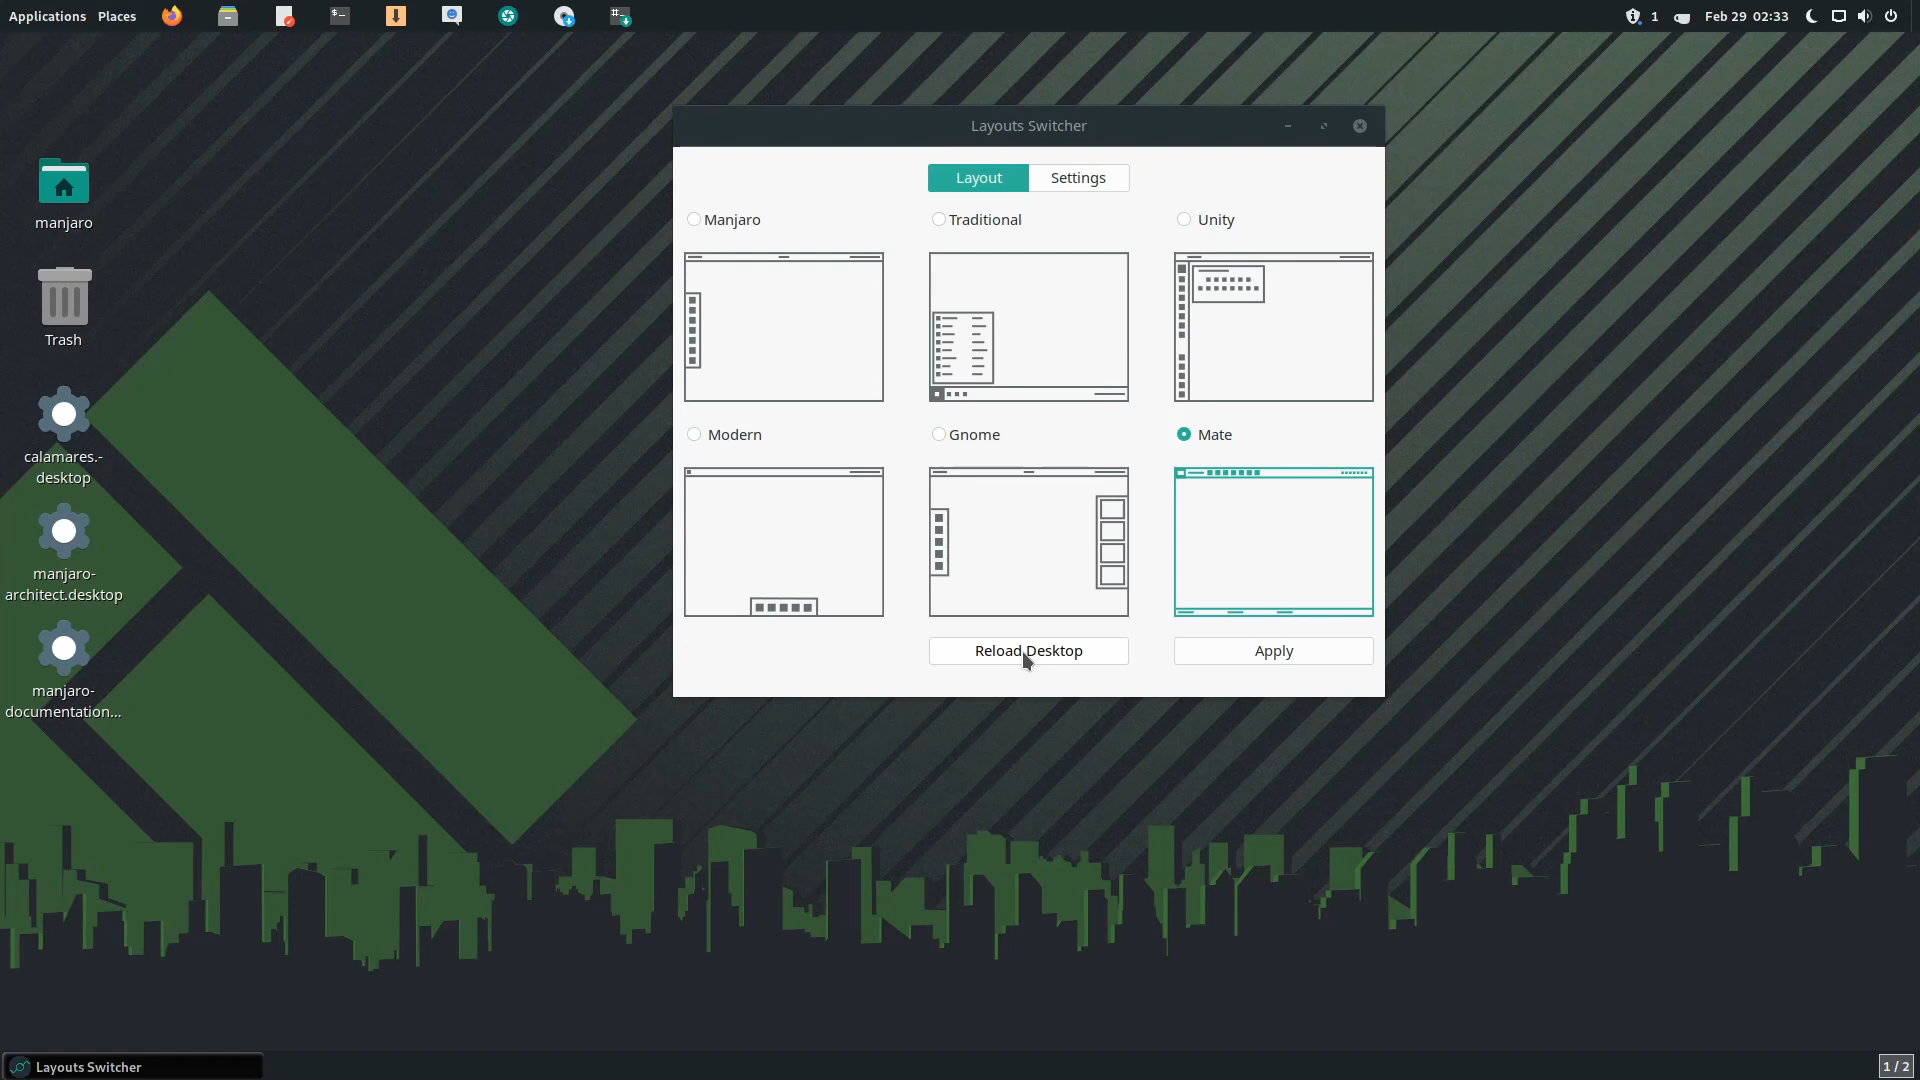 Applications Places
1
Feb 29 02:33
Layouts Switcher
Layout Settings
Manjaro Traditional Unity
Modern Gnome Mate
Reload Desktop Apply
manjaro
Trash
calamares.-
desktop
manjaro-
architect.desktop
manjaro-
documentation...
Layouts Switcher
1 / 2